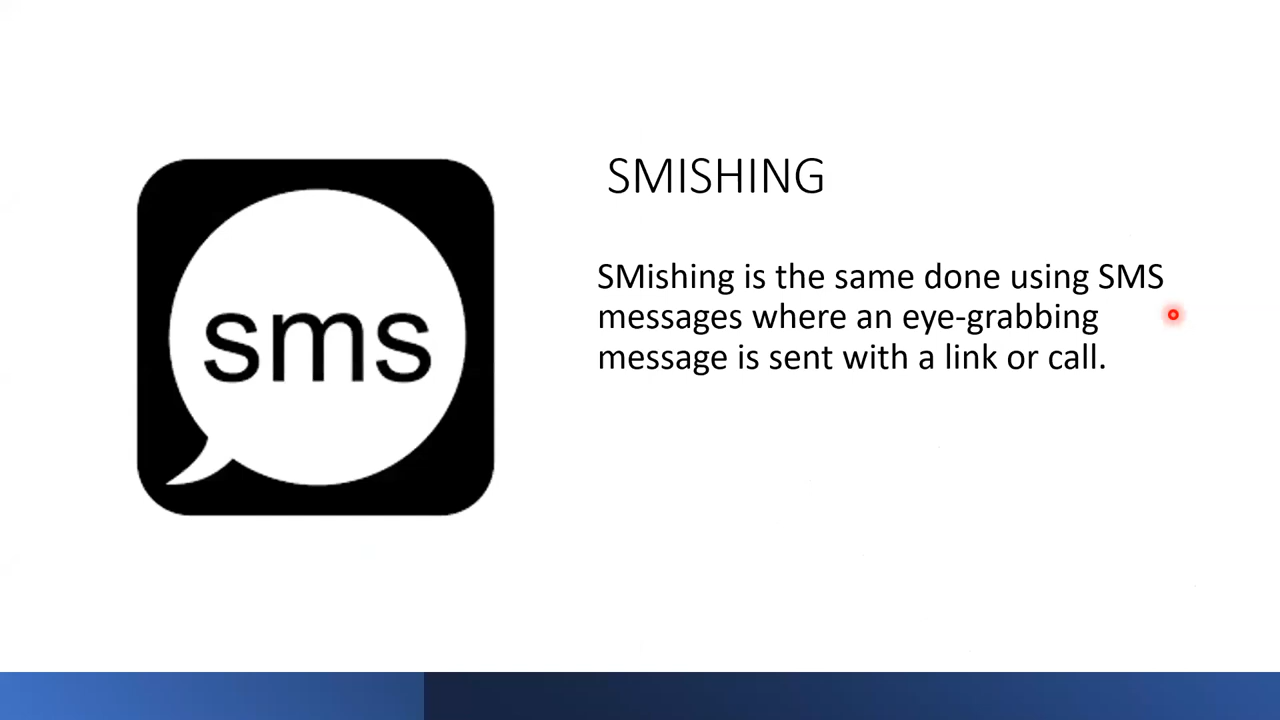 sms
SMISHING
SMishing is the same done using SMS
messages where an eye-grabbing
message is sent with a link or call.